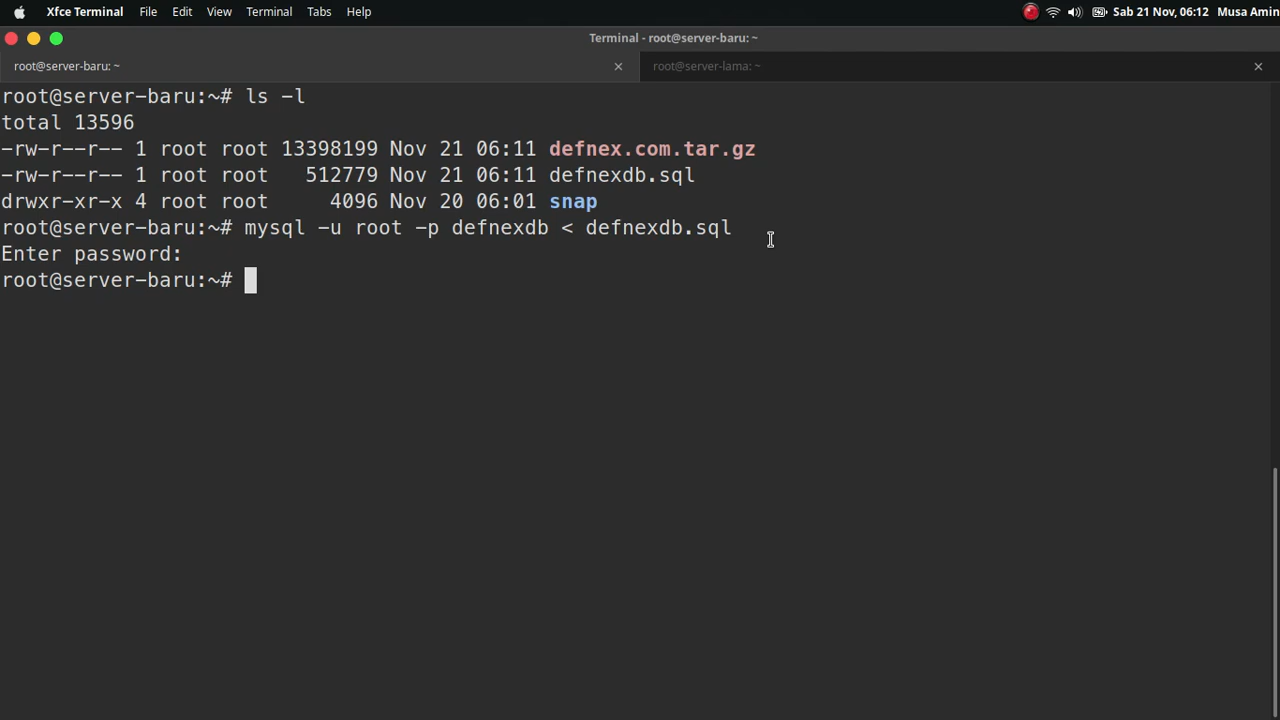 Xfce Terminal File Edit View Terminal Tabs Help Sab 21 Nov, 06:12 Musa Amin
Terminal - root@server-baru: ~
root@server-baru: ~ root@server-lama: ~
root@server-baru:~# ls -l
total 13596
-rw-r--r-- 1 root root 13398199 Nov 21 06:11 defnex.com.tar.gz
-rw-r--r-- 1 root root 512779 Nov 21 06:11 defnexdb.sql
drwxr-xr-x 4 root root 4096 Nov 20 06:01 snap
root@server-baru:~# mysql -u root -p defnexdb < defnexdb.sql
Enter password:
root@server-baru:~#